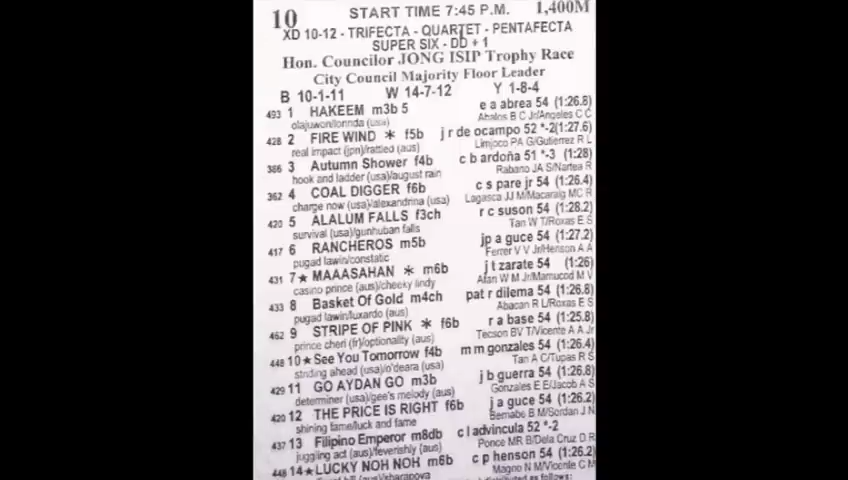 10 START TIME 7:45 P.M. 1,400M
XD 10-12 - TRIFECTA - QUARTET - PENTAFECTA
SUPER SIX - DD + 1
Hon. Councilor JONG ISIP Trophy Race
City Council Majority Floor Leader
B 10-1-11 W 14-7-12 Y 1-8-4
493 1 HAKEEM m3b 5 e a abrea 54 (1:26.8)
olajuwon/lonnda (usa) Abalos B C Jr/Angeles C C
428 2 FIRE WIND * f5b j r de ocampo 52 *-2(1:27.6)
real impact (jpn)/rattled (aus) Limjoco PA G/Gutierrez R L
386 3 Autumn Shower f4b c b ardoña 51 *-3 (1:28)
hook and ladder (usa)/august rain Rabano JA S/Nartea R
362 4 COAL DIGGER f6b c s pare jr 54 (1:26.4)
charge now (usa)/alexandrina (usa) Lagasca JJ M/Macaraig MC R
420 5 ALALUM FALLS f3ch r c suson 54 (1:28.2)
survival (usa)/gunhuban falls Tan W T/Roxas E S
417 6 RANCHEROS m5b jp a guce 54 (1:27.2)
pugad lawin/constatic Ferrer V V Jr/Henson A A
431 7★ MAAASAHAN * m6b j t zarate 54 (1:26)
casino prince (aus)/cheeky lindy Afan W M Jr/Mamucod M V
433 8 Basket Of Gold m4ch pat r dilema 54 (1:26.8)
pugad lawin/luxardo (aus) Abacan R L/Roxas E S
462 9 STRIPE OF PINK * f6b r a base 54 (1:25.8)
prince cheri (fr)/optionality (aus) Tecson BV T/Vicente A A Jr
448 10★See You Tomorrow f4b m m gonzales 54 (1:26.4)
striding ahead (usa)/o'deara (usa) Tan A C/Tupas R S
429 11 GO AYDAN GO m3b j b guerra 54 (1:26.8)
determiner (usa)/gee's melody (aus) Gonzales E E/Jacob A S
420 12 THE PRICE IS RIGHT f6b j a guce 54 (1:26.2)
shining fame/luck and fame Bernabe B M/Sordan J N
437 13 Filipino Emperor m8db c l advincula 52 *-2
juggling act (aus)/feverishly (aus) Ponce MR B/Dela Cruz D R
448 14★LUCKY NOH NOH m6b c p henson 54 (1:26.2)
Magno N M/Vicente C M